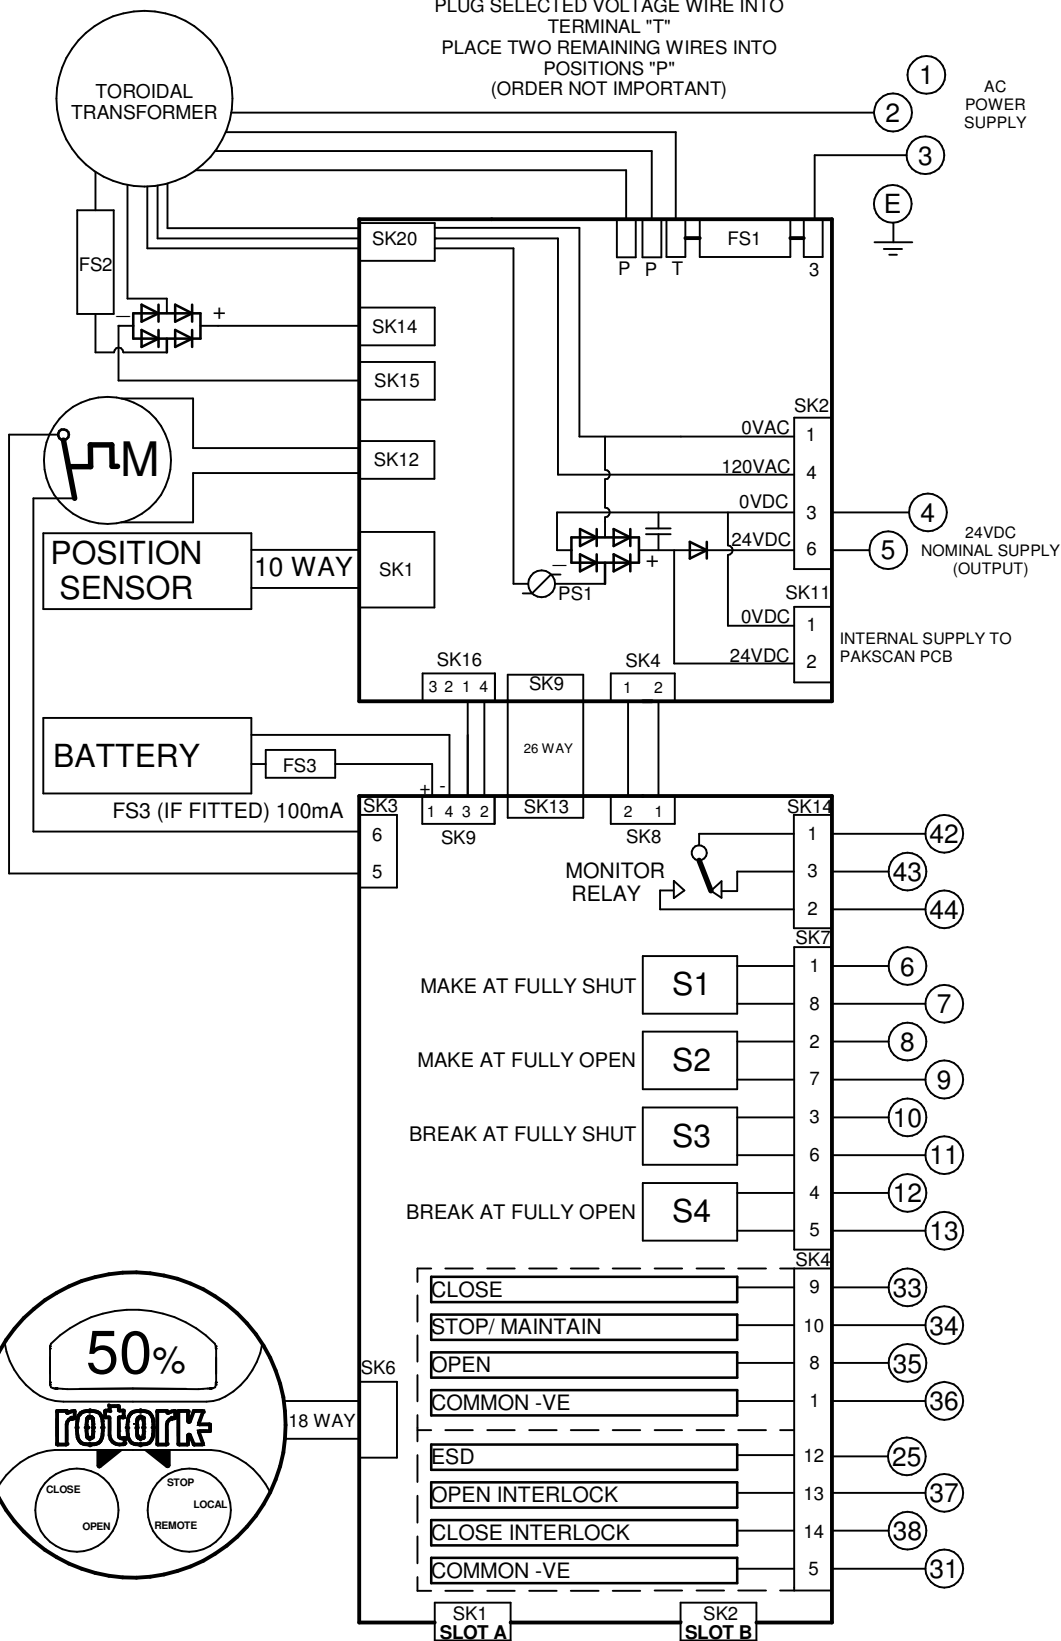 PLUG SELECTED VOLTAGE WIRE INTO
TERMINAL "T"
PLACE TWO REMAINING WIRES INTO
POSITIONS "P"
(ORDER NOT IMPORTANT)
TOROIDAL
TRANSFORMER
1
2
3
E
AC
POWER
SUPPLY
FS2
SK20
P P T
FS1
3
SK14
SK15
– +
M
SK12
SK2
0VAC 1
120VAC 4
0VDC 3
24VDC 6
4
5
24VDC
NOMINAL SUPPLY
(OUTPUT)
POSITION
SENSOR
10 WAY
SK1
– +
PS1
SK11
0VDC 1
24VDC 2
INTERNAL SUPPLY TO
PAKSCAN PCB
SK16
3 2 1 4
SK9
SK4
1 2
BATTERY
FS3
26 WAY
FS3 (IF FITTED) 100mA
SK3
6
5
+ -
1 4 3 2
SK9
SK13
2 1
SK8
MONITOR
RELAY
SK14
1 42
3 43
2 44
SK7
MAKE AT FULLY SHUT S1
1 6
8 7
MAKE AT FULLY OPEN S2
2 8
7 9
BREAK AT FULLY SHUT S3
3 10
6 11
BREAK AT FULLY OPEN S4
4 12
5 13
SK4
CLOSE 9 33
STOP/ MAINTAIN 10 34
OPEN 8 35
COMMON -VE 1 36
ESD 12 25
OPEN INTERLOCK 13 37
CLOSE INTERLOCK 14 38
COMMON -VE 5 31
50%
rotork
CLOSE
OPEN
STOP
LOCAL
REMOTE
18 WAY
SK6
SK1
SLOT A
SK2
SLOT B